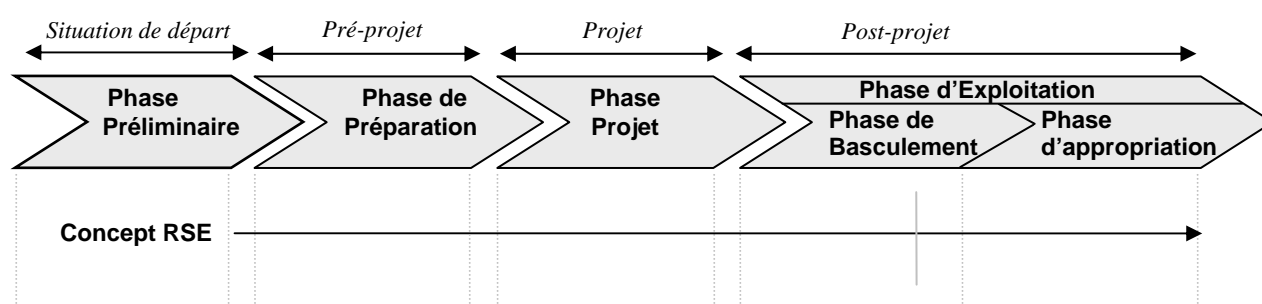 Situation de départ
Pré-projet
Projet
Post-projet
Phase
Préliminaire
Phase de
Préparation
Phase
Projet
Phase d'Exploitation
Phase de
Basculement
Phase
d'appropriation
Concept RSE